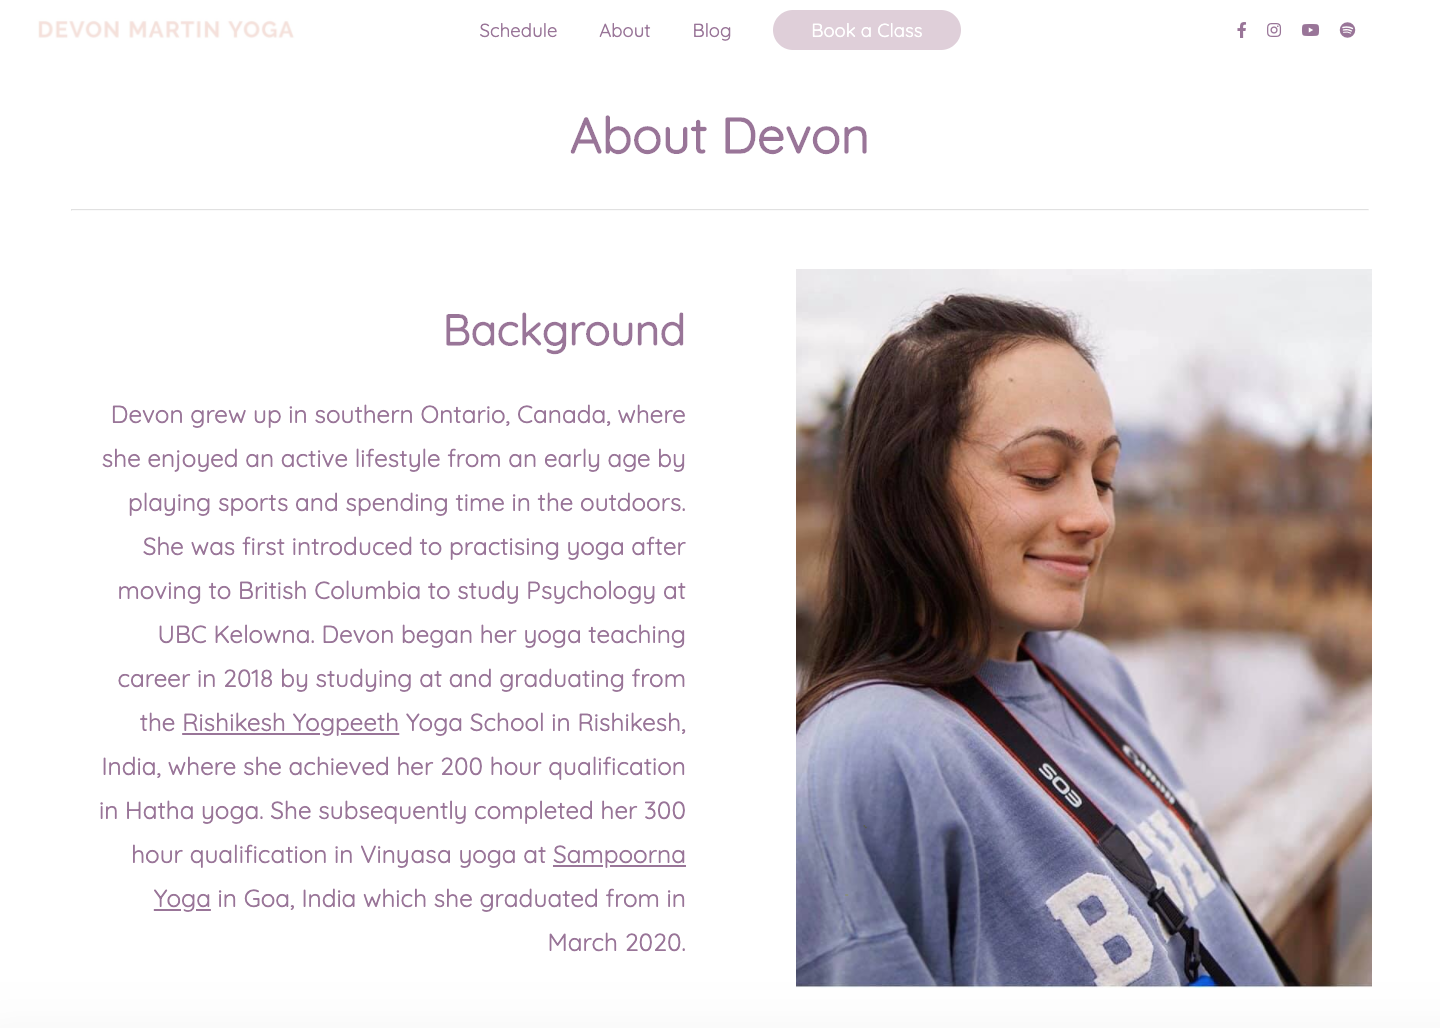 DEVON MARTIN YOGA
Schedule
About
Blog
Book a Class
About Devon
Background
Devon grew up in southern Ontario, Canada, where
she enjoyed an active lifestyle from an early age by
playing sports and spending time in the outdoors.
She was first introduced to practising yoga after
moving to British Columbia to study Psychology at
UBC Kelowna. Devon began her yoga teaching
career in 2018 by studying at and graduating from
the Rishikesh Yogpeeth Yoga School in Rishikesh,
India, where she achieved her 200 hour qualification
in Hatha yoga. She subsequently completed her 300
hour qualification in Vinyasa yoga at Sampoorna
Yoga in Goa, India which she graduated from in
March 2020.
EOS
Canon